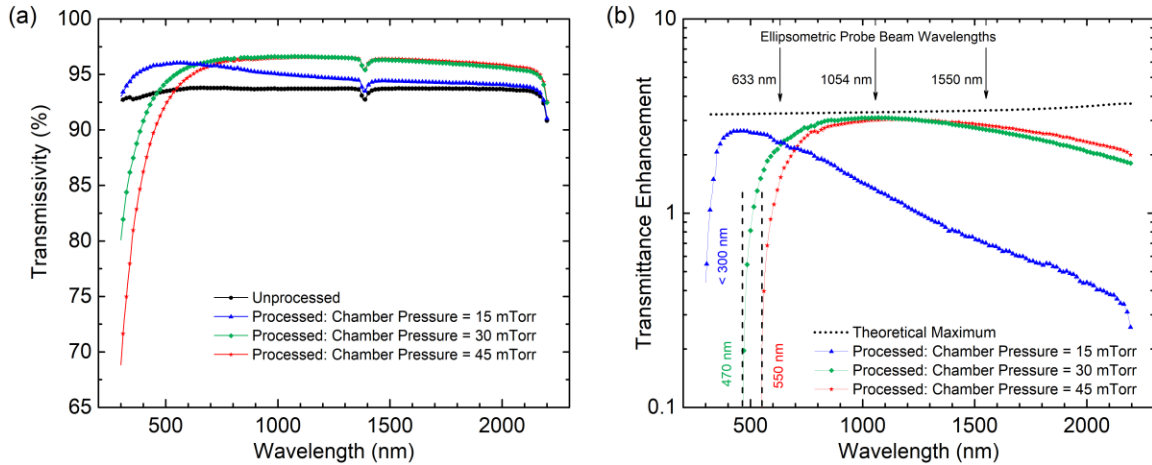 (a)
100
95
90
85
80
75
70
65
Transmissivity (%)
Unprocessed
Processed: Chamber Pressure = 15 mTorr
Processed: Chamber Pressure = 30 mTorr
Processed: Chamber Pressure = 45 mTorr
500 1000 1500 2000
Wavelength (nm)
(b)
10
1
0.1
Transmittance Enhancement
Ellipsometric Probe Beam Wavelengths
633 nm 1054 nm 1550 nm
< 300 nm
470 nm
550 nm
Theoretical Maximum
Processed: Chamber Pressure = 15 mTorr
Processed: Chamber Pressure = 30 mTorr
Processed: Chamber Pressure = 45 mTorr
500 1000 1500 2000
Wavelength (nm)